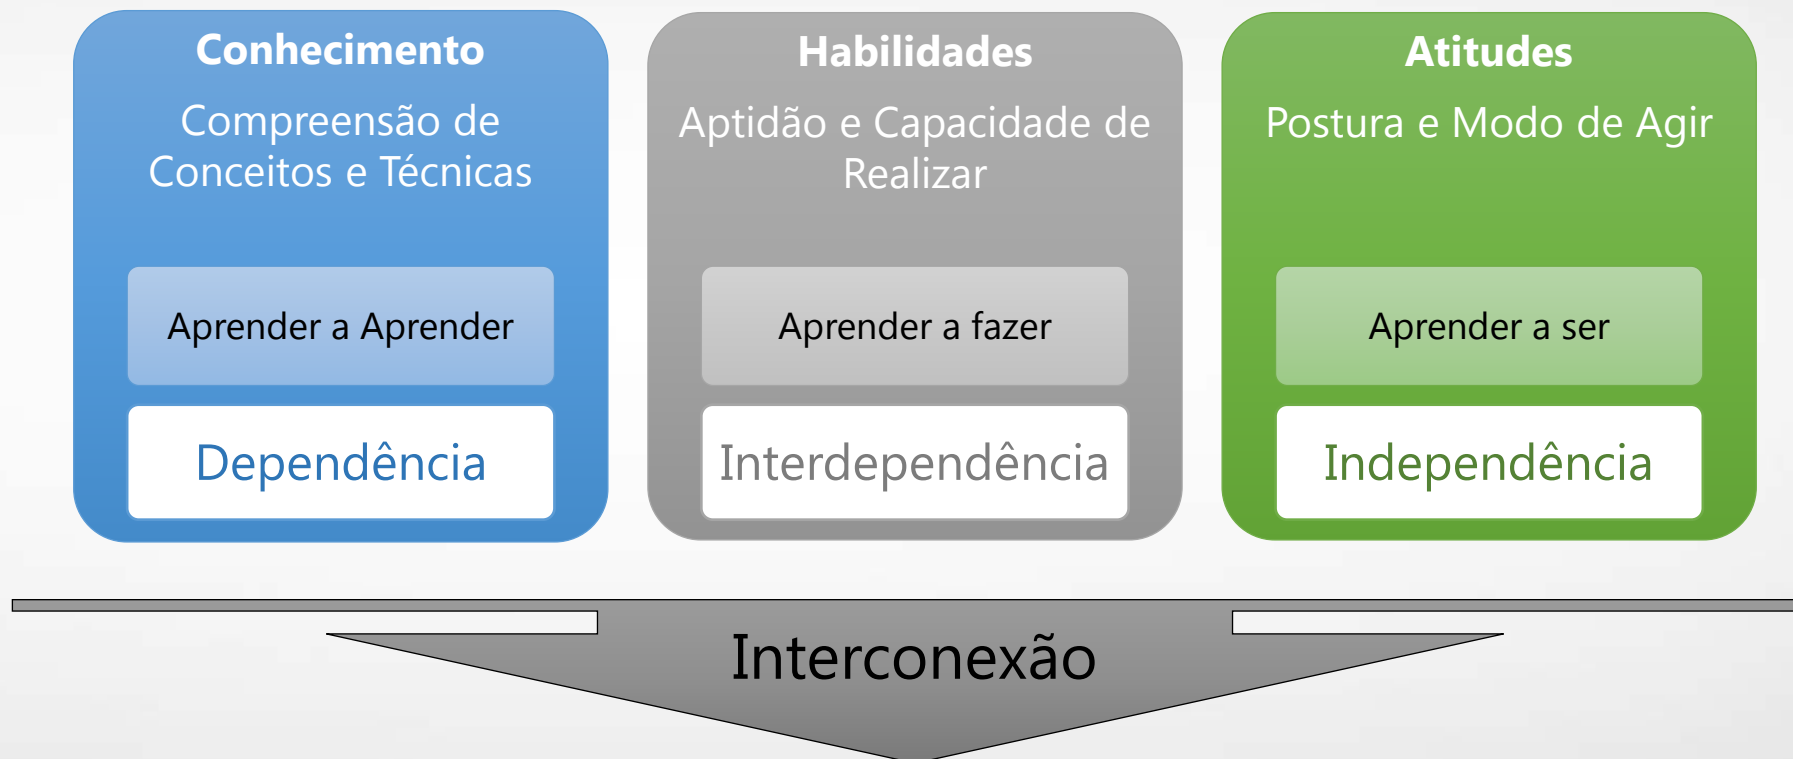 Conhecimento
Compreensão de
Conceitos e Técnicas
Aprender a Aprender
Dependência
Habilidades
Aptidão e Capacidade de
Realizar
Aprender a fazer
Interdependência
Atitudes
Postura e Modo de Agir
Aprender a ser
Independência
Interconexão